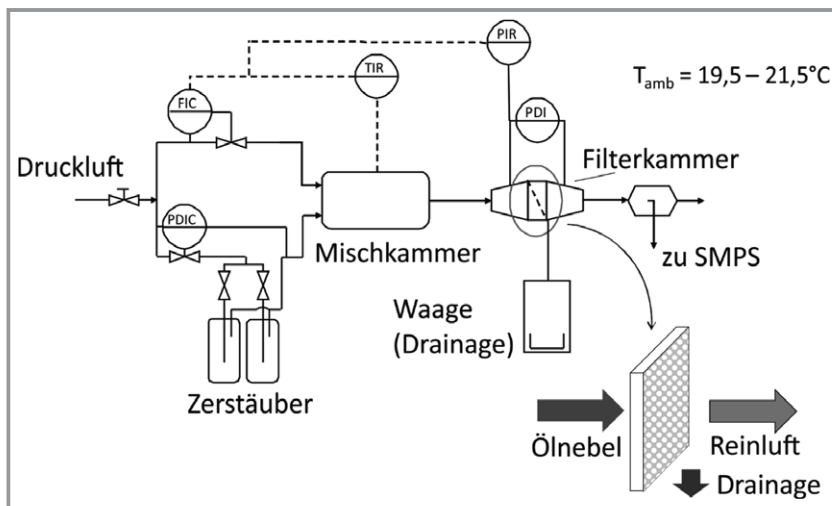 PIR
TIR
T_amb = 19,5 – 21,5°C
FIC
PDI
Filterkammer
Druckluft
PDIC
Mischkammer
zu SMPS
Waage
(Drainage)
Zerstäuber
Ölnebel
Reinluft
Drainage